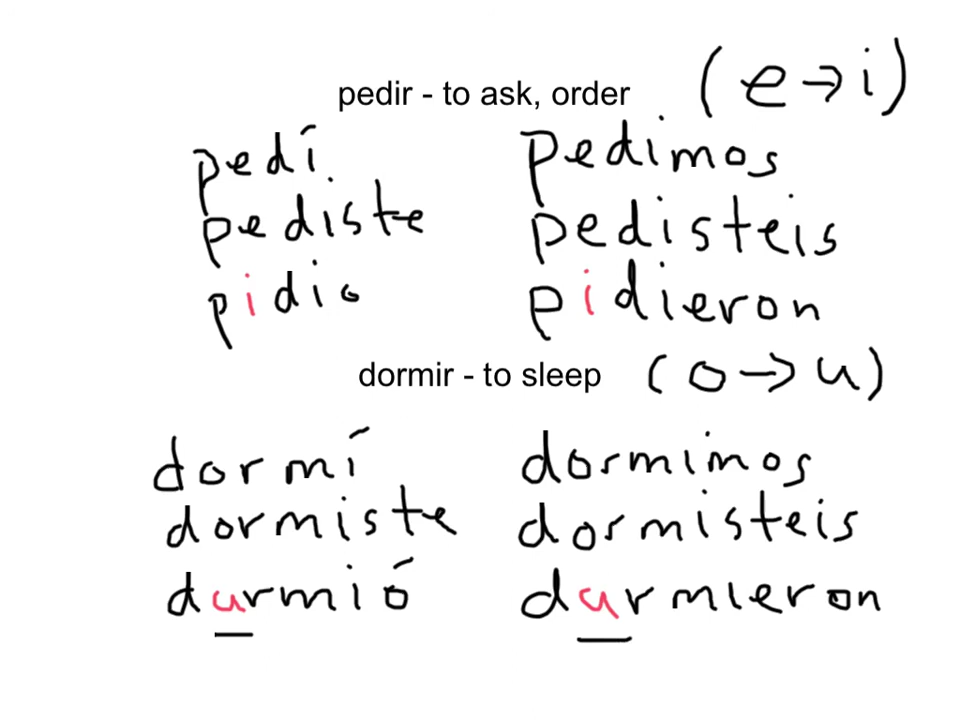 pedir - to ask, order (e→i)
pedí pedimos
pediste pedisteis
pidio pidieron
dormir - to sleep (o→u)
dormí dormimos
dormiste dormisteis
durmió durmieron